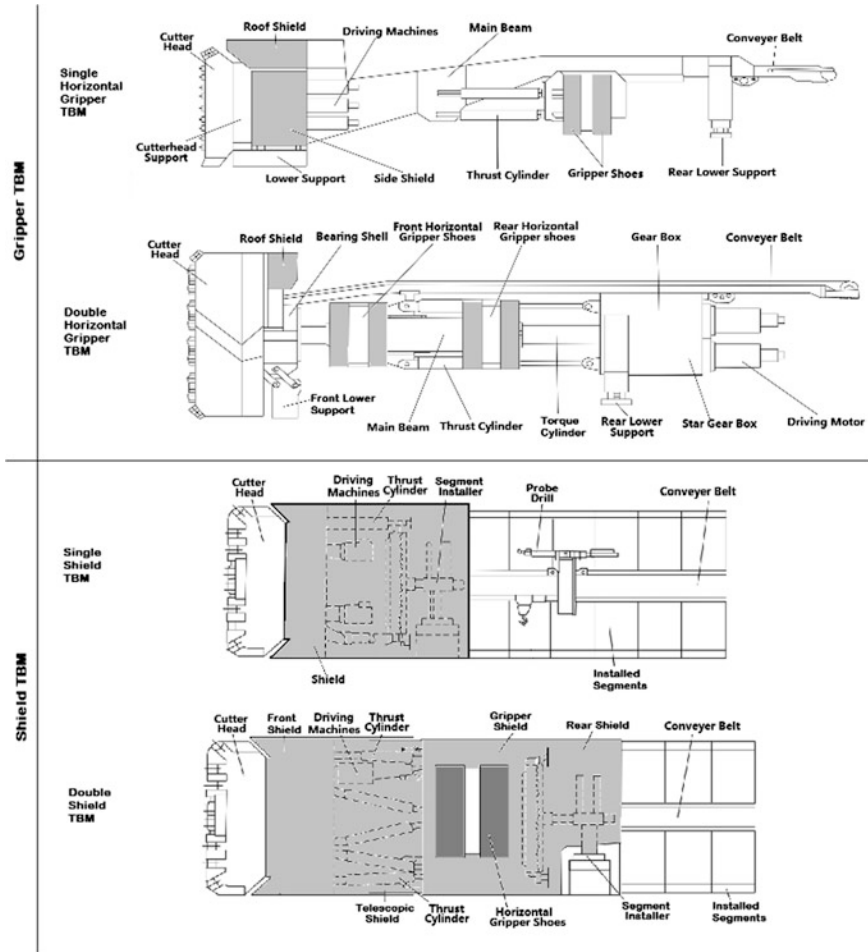 Gripper TBM
Single
Horizontal
Gripper
TBM
Cutter
Head
Roof Shield
Driving Machines
Main Beam
Conveyer Belt
Cutterhead
Support
Lower Support
Side Shield
Thrust Cylinder
Gripper Shoes
Rear Lower Support
Double
Horizontal
Gripper
TBM
Cutter
Head
Roof Shield
Bearing Shell
Front Horizontal
Gripper Shoes
Rear Horizontal
Gripper shoes
Gear Box
Conveyer Belt
Front Lower
Support
Main Beam
Thrust Cylinder
Torque
Cylinder
Rear Lower
Support
Star Gear Box
Driving Motor
Shield TBM
Single
Shield
TBM
Cutter
Head
Driving
Machines
Thrust
Cylinder
Segment
Installer
Probe
Drill
Conveyer Belt
Shield
Installed
Segments
Double
Shield
TBM
Cutter
Head
Front Shield
Driving
Machines
Thrust
Cylinder
Gripper
Shield
Rear Shield
Conveyer Belt
Telescopic
Shield
Thrust
Cylinder
Horizontal
Gripper Shoes
Segment
Installer
Installed
Segments